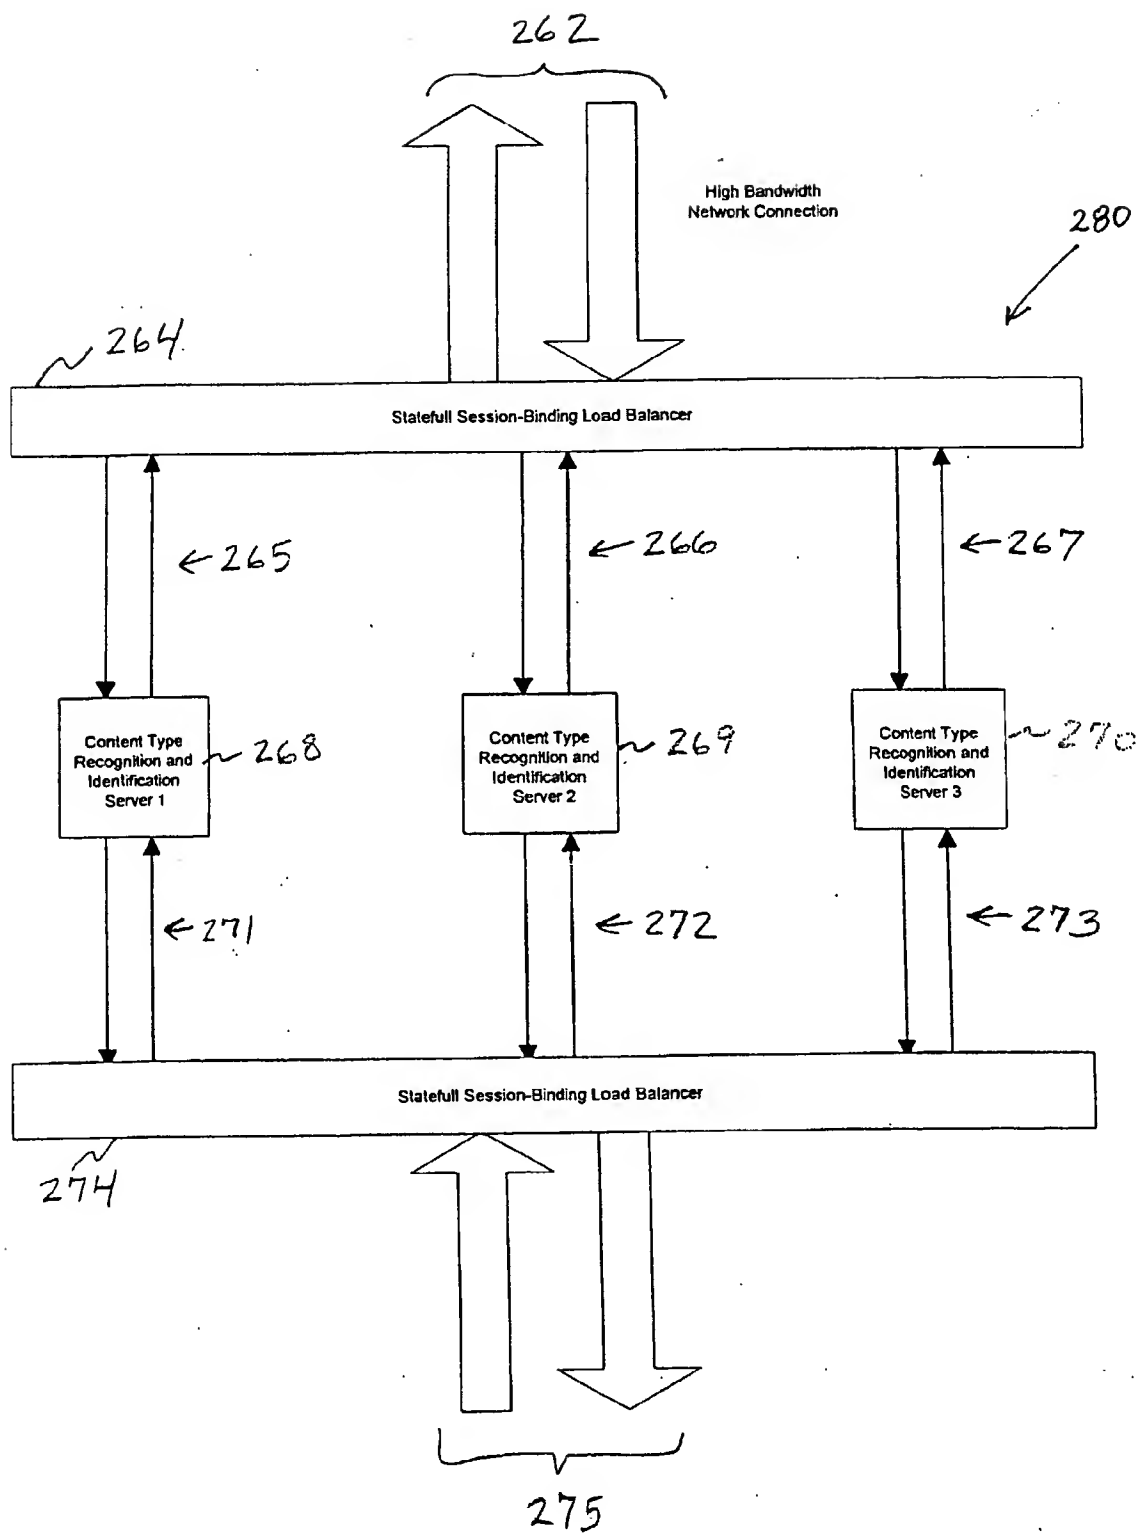 262
High Bandwidth
Network Connection
280
264
Statefull Session-Binding Load Balancer
265
266
267
Content Type
Recognition and
Identification
Server 1
268
Content Type
Recognition and
Identification
Server 2
269
Content Type
Recognition and
Identification
Server 3
270
271
272
273
Statefull Session-Binding Load Balancer
274
275